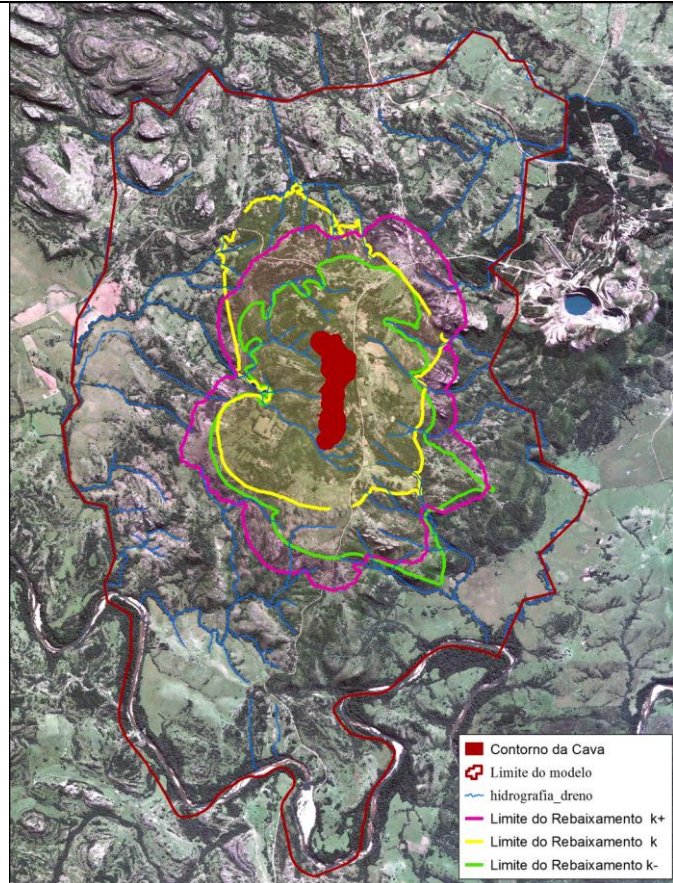 Contorno da Cava
Limite do modelo
hidrografia_dreno
Limite do Rebaixamento k+
Limite do Rebaixamento k
Limite do Rebaixamento k-